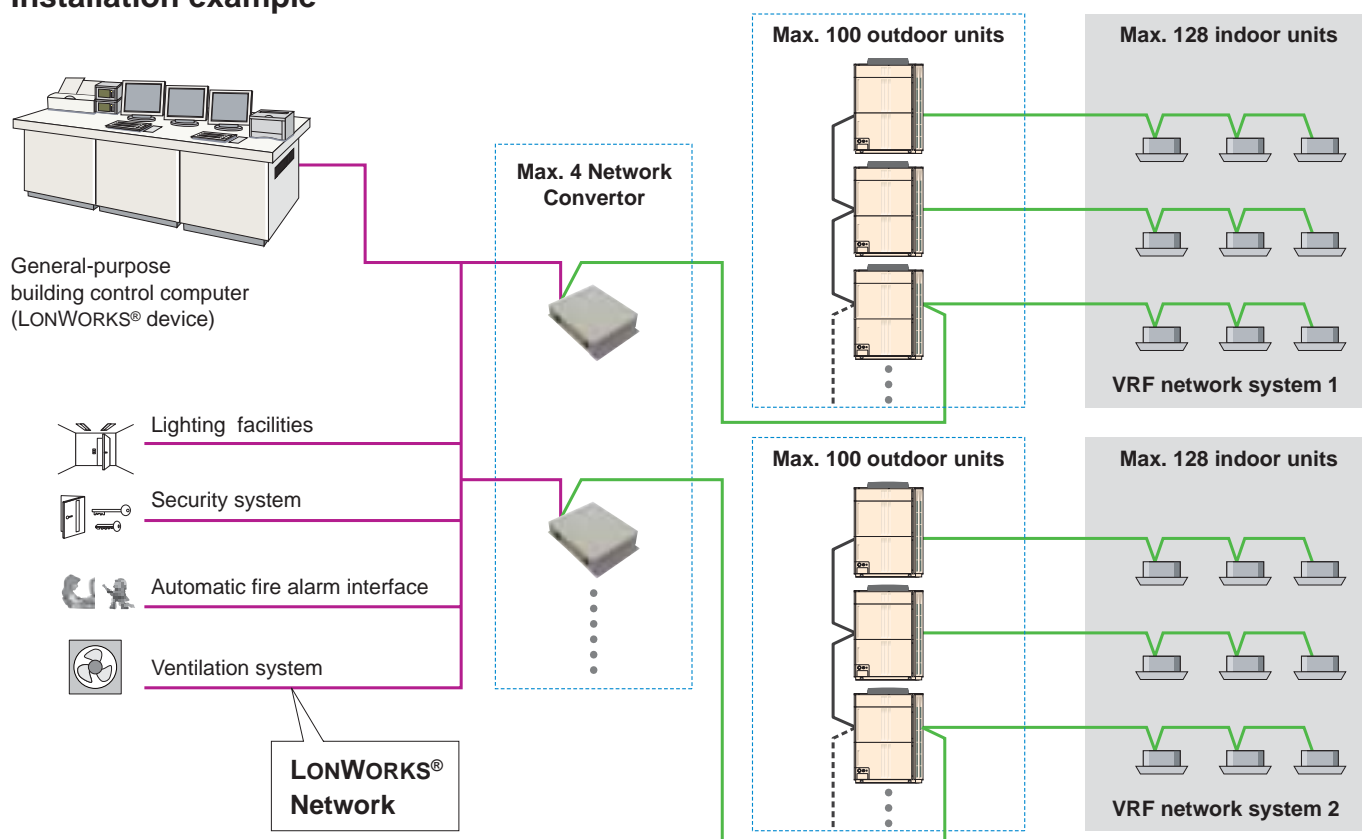 Installation example
Max. 100 outdoor units
Max. 128 indoor units
Max. 4 Network
Convertor
General-purpose
building control computer
(LONWORKS® device)
VRF network system 1
Lighting facilities
Max. 100 outdoor units
Max. 128 indoor units
Security system
Automatic fire alarm interface
Ventilation system
LONWORKS®
Network
VRF network system 2